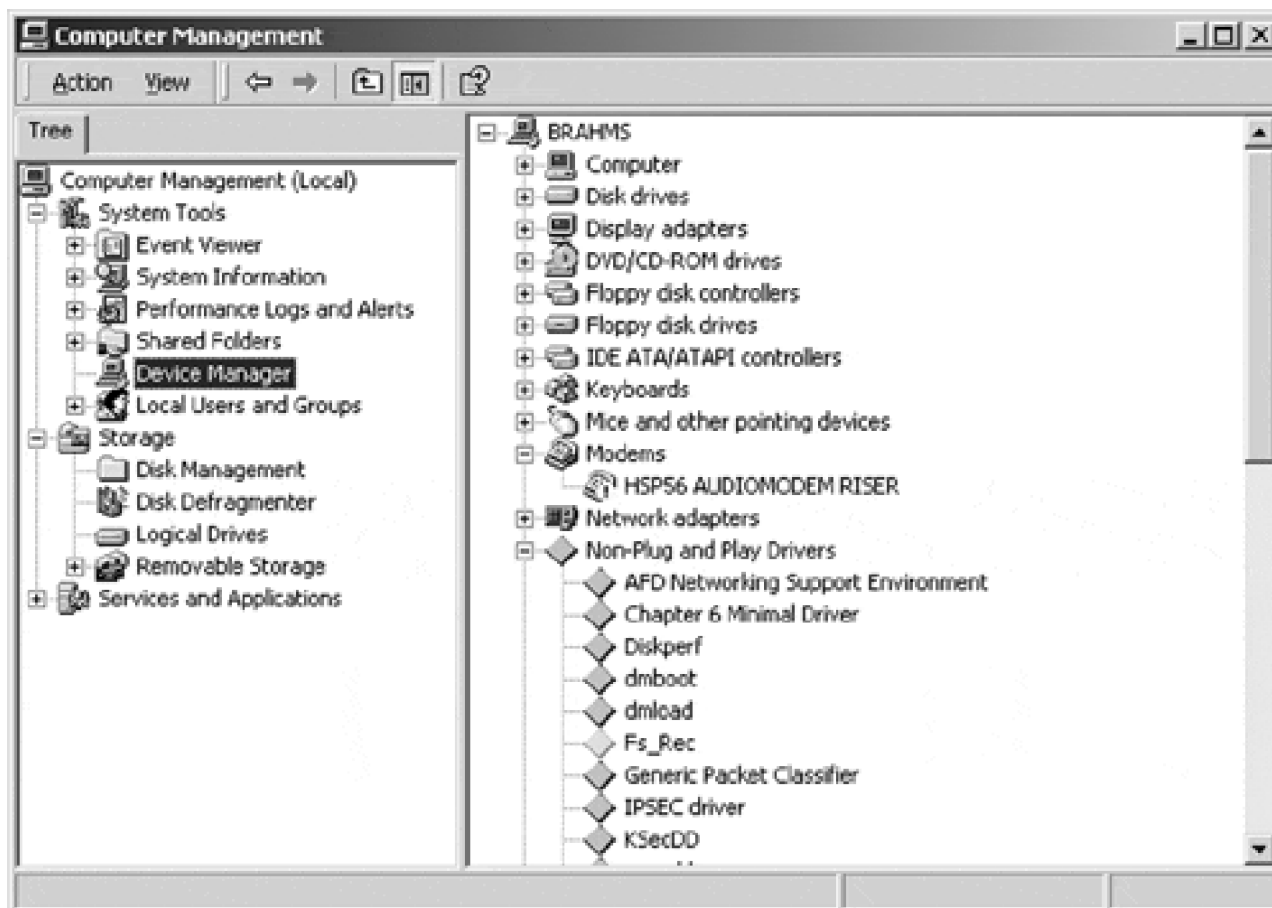 Computer Management
Action View
Tree
Computer Management (Local)
System Tools
Event Viewer
System Information
Performance Logs and Alerts
Shared Folders
Device Manager
Local Users and Groups
Storage
Disk Management
Disk Defragmenter
Logical Drives
Removable Storage
Services and Applications
BRAHMS
Computer
Disk drives
Display adapters
DVD/CD-ROM drives
Floppy disk controllers
Floppy disk drives
IDE ATA/ATAPI controllers
Keyboards
Mice and other pointing devices
Modems
HSP56 AUDIOMODEM RISER
Network adapters
Non-Plug and Play Drivers
AFD Networking Support Environment
Chapter 6 Minimal Driver
Diskperf
dmboot
dmload
Fs_Rec
Generic Packet Classifier
IPSEC driver
KSecDD